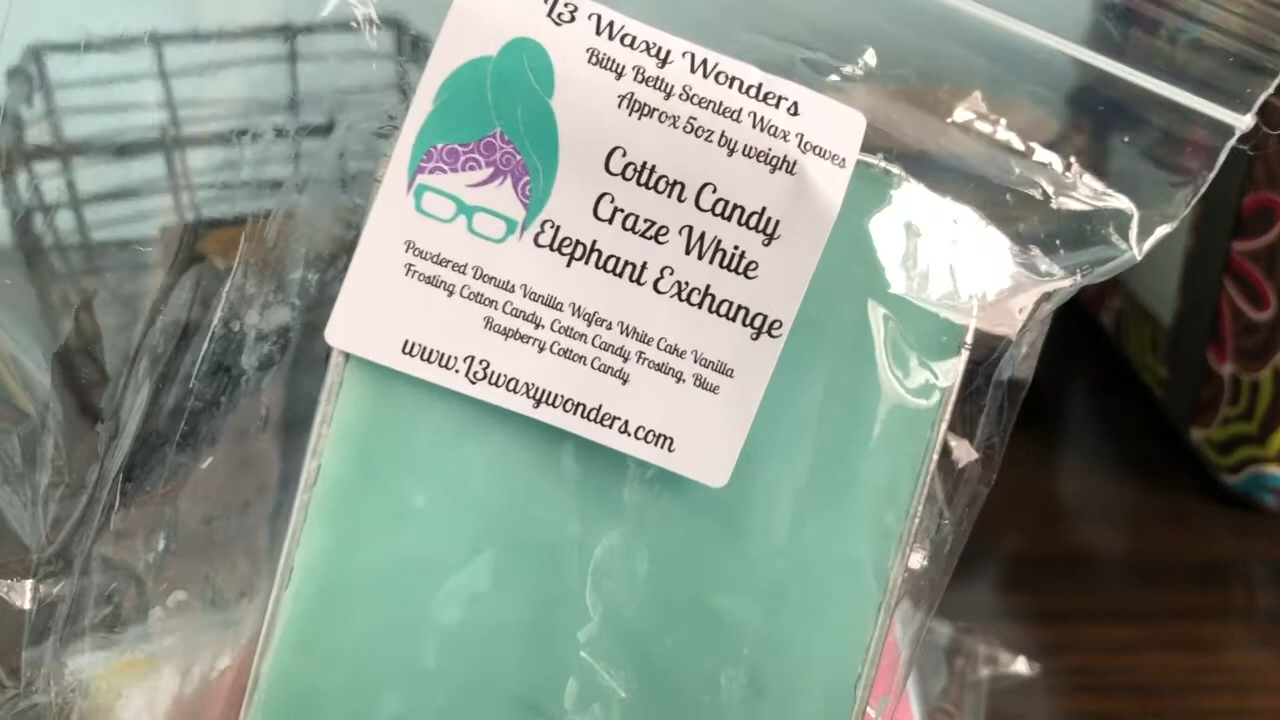 L3 Waxy Wonders
Bitty Betty Scented Wax Loaves
Approx 5oz by weight
Cotton Candy
Craze White
Elephant Exchange
Powdered Donuts Vanilla Wafers White Cake Vanilla
Frosting Cotton Candy, Cotton Candy Frosting, Blue
Raspberry Cotton Candy
www.L3waxywonders.com